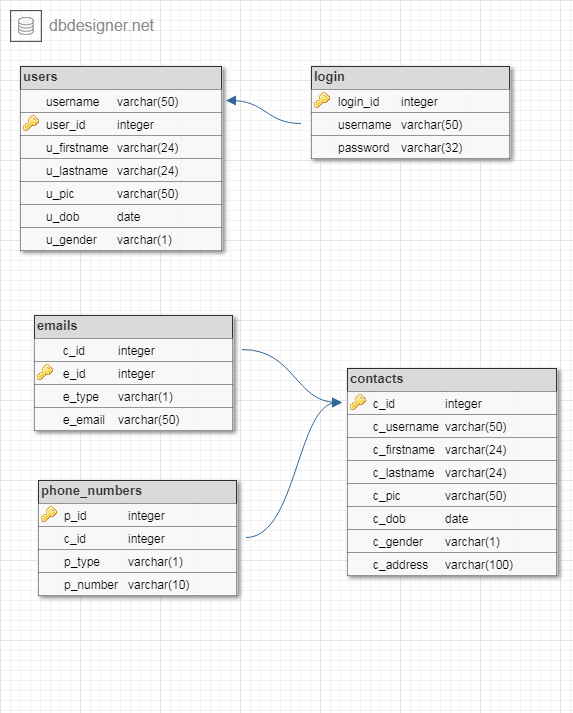 dbdesigner.net
users
username varchar(50)
user_id integer
u_firstname varchar(24)
u_lastname varchar(24)
u_pic varchar(50)
u_dob date
u_gender varchar(1)
login
login_id integer
username varchar(50)
password varchar(32)
emails
c_id integer
e_id integer
e_type varchar(1)
e_email varchar(50)
contacts
c_id integer
c_username varchar(50)
c_firstname varchar(24)
c_lastname varchar(24)
c_pic varchar(50)
c_dob date
c_gender varchar(1)
c_address varchar(100)
phone_numbers
p_id integer
c_id integer
p_type varchar(1)
p_number varchar(10)